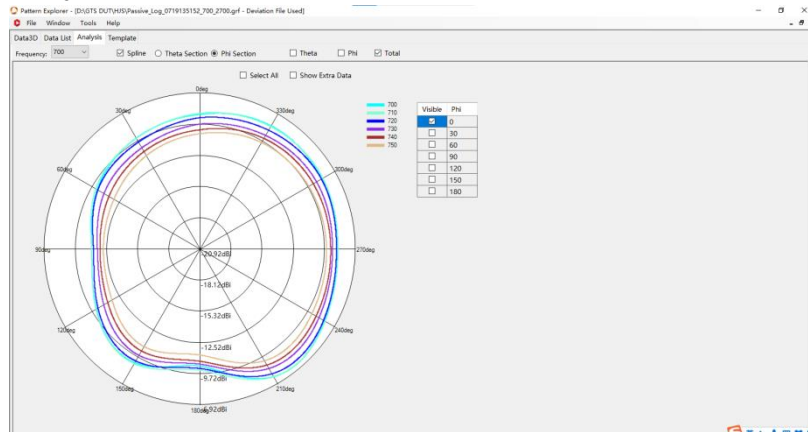 Pattern Explorer - [D:\GTS DUT\HJS\Passive_Log_0719135152_700_2700.grf - Deviation File Used]
File Window Tools Help
Data3D Data List Analysis Template
Frequency: 700 Spline Theta Section Phi Section Theta Phi Total
Select All Show Extra Data
0deg
30deg
330deg
60deg
300deg
90deg
270deg
120deg
240deg
150deg
210deg
-20.92dBi
-18.12dBi
-15.32dBi
-12.52dBi
-9.72dBi
180deg
-6.92dBi
700
710
720
730
740
750
Visible Phi
0
30
60
90
120
150
180